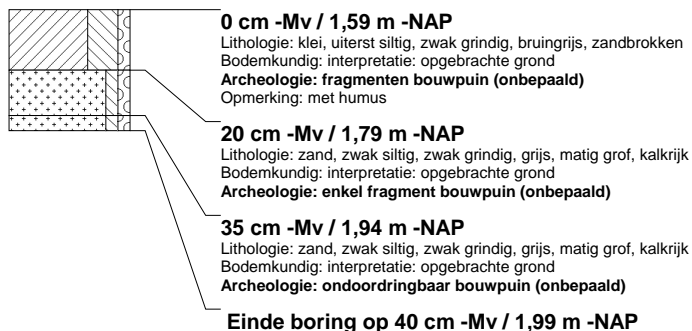 0 cm -Mv / 1,59 m -NAP
Lithologie: klei, uiterst siltig, zwak grindig, bruingrijs, zandbrokken
Bodemkundig: interpretatie: opgebrachte grond
Archeologie: fragmenten bouwpuin (onbepaald)
Opmerking: met humus
20 cm -Mv / 1,79 m -NAP
Lithologie: zand, zwak siltig, zwak grindig, grijs, matig grof, kalkrijk
Bodemkundig: interpretatie: opgebrachte grond
Archeologie: enkel fragment bouwpuin (onbepaald)
35 cm -Mv / 1,94 m -NAP
Lithologie: zand, zwak siltig, zwak grindig, grijs, matig grof, kalkrijk
Bodemkundig: interpretatie: opgebrachte grond
Archeologie: ondoordringbaar bouwpuin (onbepaald)
Einde boring op 40 cm -Mv / 1,99 m -NAP